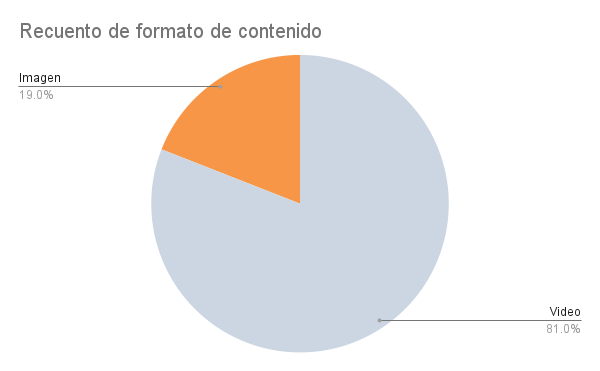 Recuento de formato de contenido
Imagen
19.0%
Video
81.0%